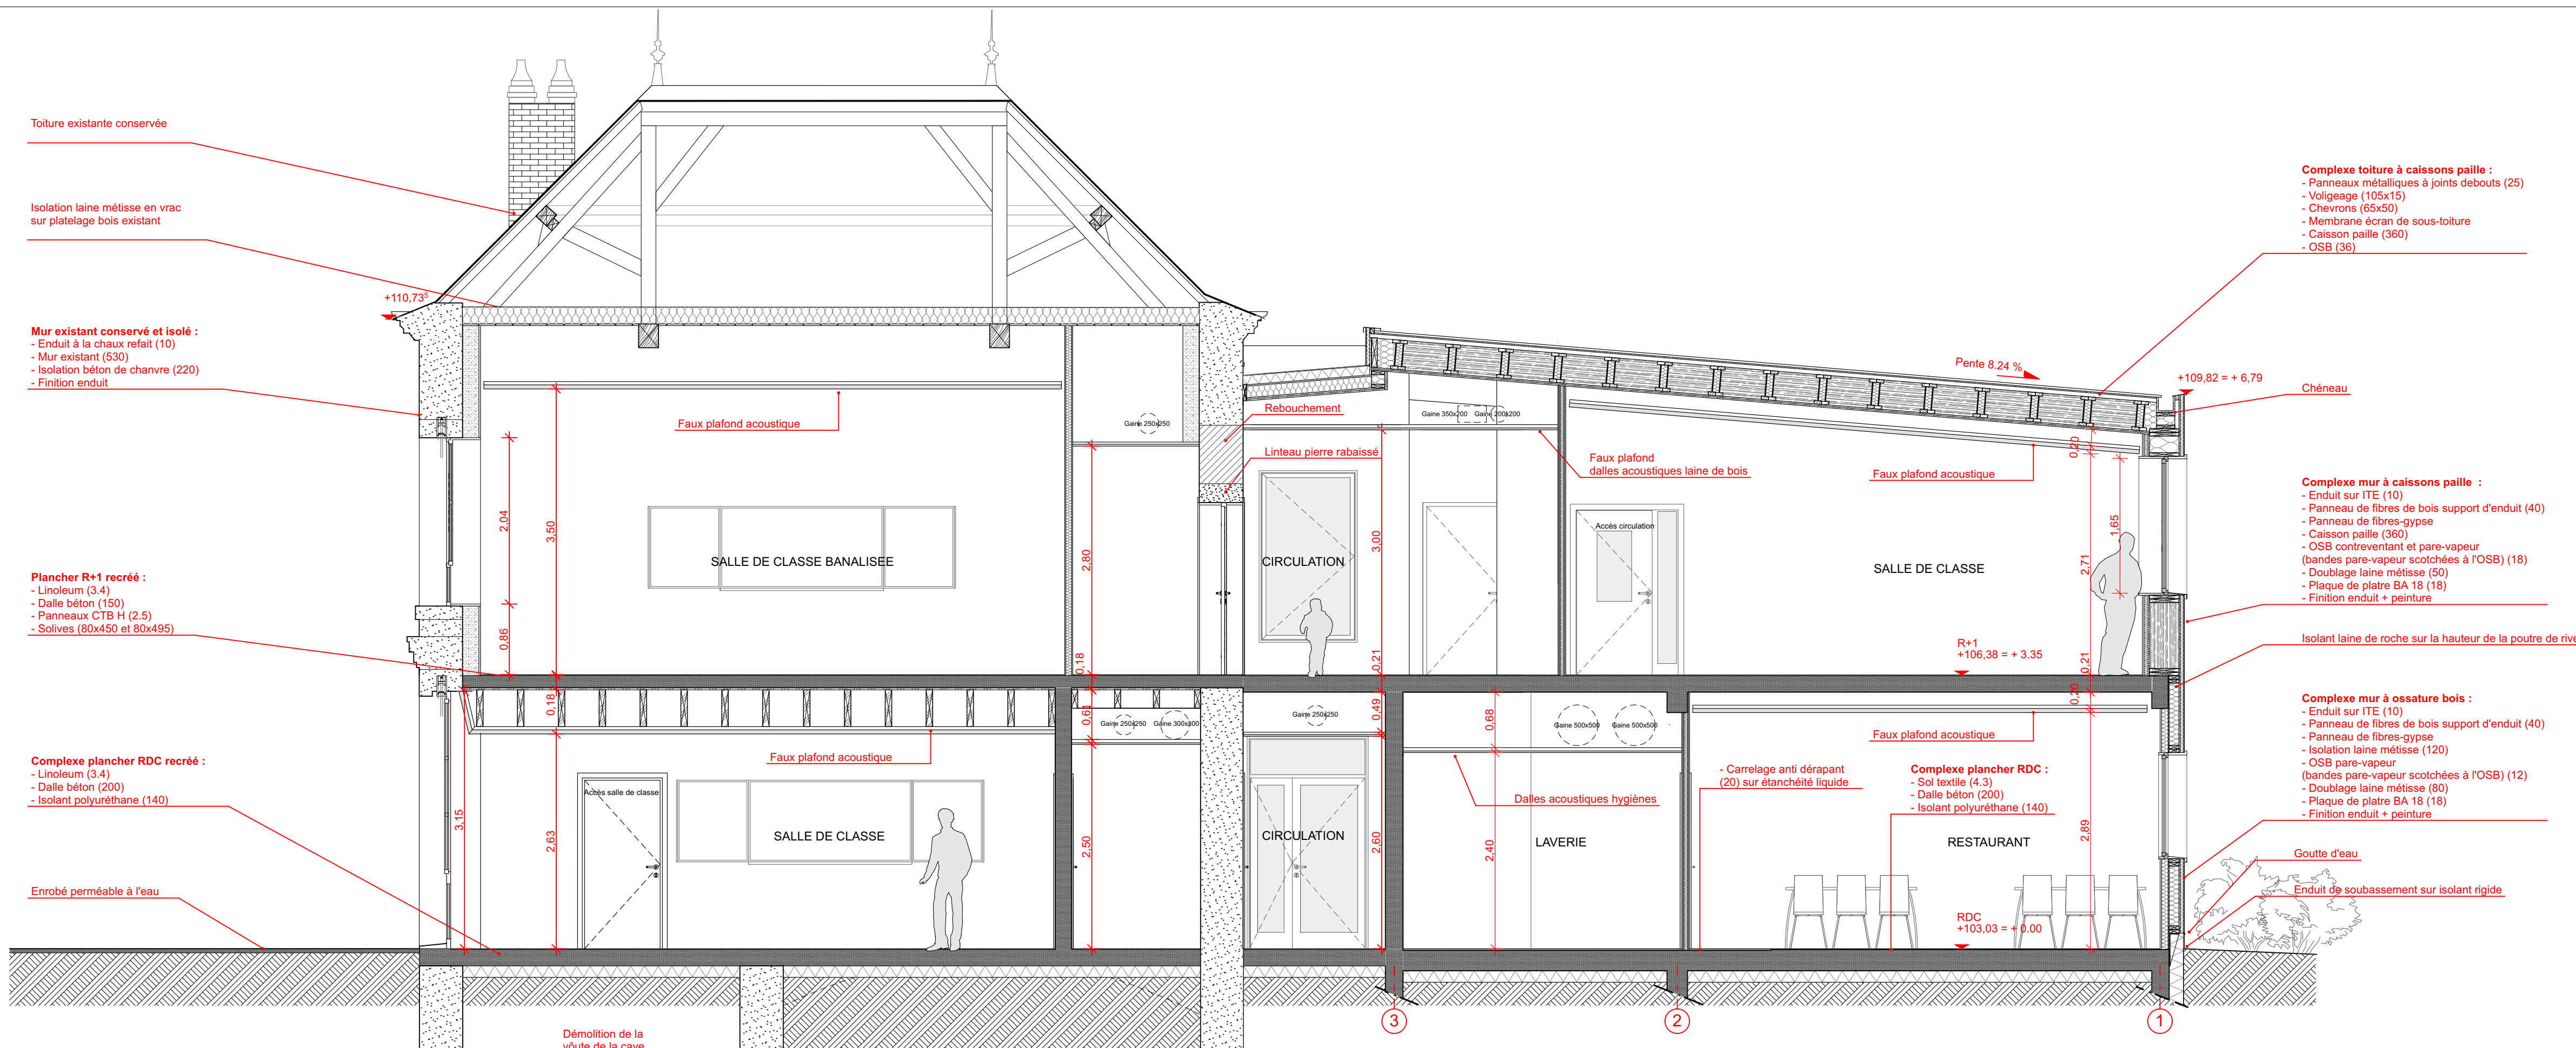 Toiture existante conservée
Isolation laine métisse en vrac
sur platelage bois existant
+110,73⁵
Mur existant conservé et isolé :
- Enduit à la chaux refait (10)
- Mur existant (530)
- Isolation béton de chanvre (220)
- Finition enduit
Plancher R+1 recréé :
- Linoleum (3.4)
- Dalle béton (150)
- Panneaux CTB H (2.5)
- Solives (80x450 et 80x495)
Complexe plancher RDC recréé :
- Linoleum (3.4)
- Dalle béton (200)
- Isolant polyuréthane (140)
Enrobé perméable à l'eau
Faux plafond acoustique
2,04
3,50
0,86
SALLE DE CLASSE BANALISEE
Gaine 250x250
2,80
0,18
Rebouchement
Linteau pierre rabaissé
CIRCULATION
3,00
0,21
Gaine 350x200
Gaine 200x200
Faux plafond
dalles acoustiques laine de bois
Accès circulation
Pente 8.24 %
+109,82 = + 6,79
Chéneau
Faux plafond acoustique
0,20
1,65
2,71
0,21
SALLE DE CLASSE
R+1
+106,38 = + 3.35
0,18
3,15
2,63
Faux plafond acoustique
Accès salle de classe
SALLE DE CLASSE
0,61
2,50
Gaine 250x250
Gaine 300x300
Gaine 250x250
0,49
2,60
CIRCULATION
0,68
2,40
Gaine 500x500
Gaine 500x500
Dalles acoustiques hygiènes
LAVERIE
- Carrelage anti dérapant
(20) sur étanchéité liquide
Faux plafond acoustique
Complexe plancher RDC :
- Sol textile (4.3)
- Dalle béton (200)
- Isolant polyuréthane (140)
RESTAURANT
0,20
2,89
RDC
+103,03 = + 0.00
Complexe toiture à caissons paille :
- Panneaux métalliques à joints debouts (25)
- Voligeage (105x15)
- Chevrons (65x50)
- Membrane écran de sous-toiture
- Caisson paille (360)
- OSB (36)
Complexe mur à caissons paille :
- Enduit sur ITE (10)
- Panneau de fibres de bois support d'enduit (40)
- Panneau de fibres-gypse
- Caisson paille (360)
- OSB contreventant et pare-vapeur
(bandes pare-vapeur scotchées à l'OSB) (18)
- Doublage laine métisse (50)
- Plaque de platre BA 18 (18)
- Finition enduit + peinture
Isolant laine de roche sur la hauteur de la poutre de rive
Complexe mur à ossature bois :
- Enduit sur ITE (10)
- Panneau de fibres de bois support d'enduit (40)
- Panneau de fibres-gypse
- Isolation laine métisse (120)
- OSB pare-vapeur
(bandes pare-vapeur scotchées à l'OSB) (12)
- Doublage laine métisse (80)
- Plaque de platre BA 18 (18)
- Finition enduit + peinture
Goutte d'eau
Enduit de soubassement sur isolant rigide
3
2
1
Démolition de la
vôute de la cave